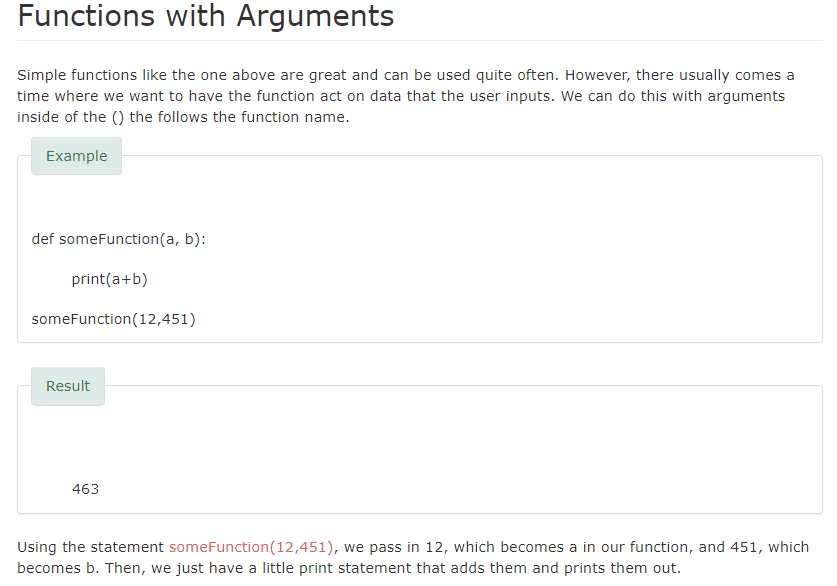 Functions with Arguments
Simple functions like the one above are great and can be used quite often. However, there usually comes a
time where we want to have the function act on data that the user inputs. We can do this with arguments
inside of the () the follows the function name.
Example
def someFunction(a, b):
print(a+b)
someFunction(12,451)
Result
463
Using the statement someFunction(12,451), we pass in 12, which becomes a in our function, and 451, which
becomes b. Then, we just have a little print statement that adds them and prints them out.